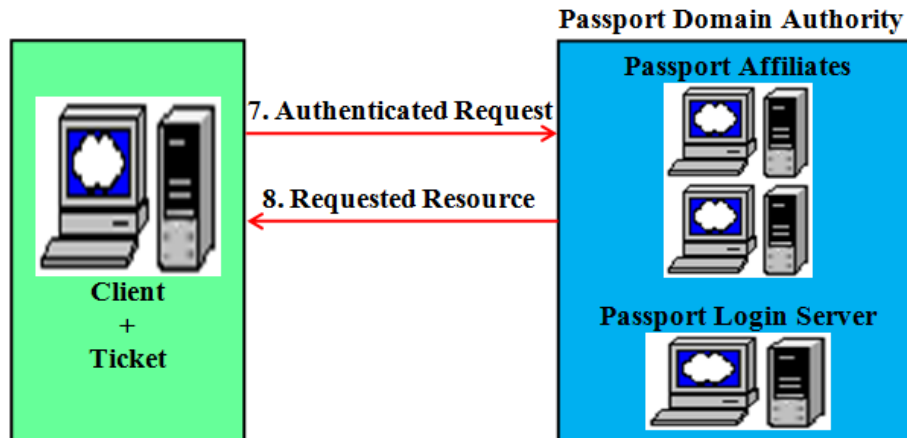 Passport Domain Authority
Passport Affiliates
7. Authenticated Request
8. Requested Resource
Client
+
Ticket
Passport Login Server